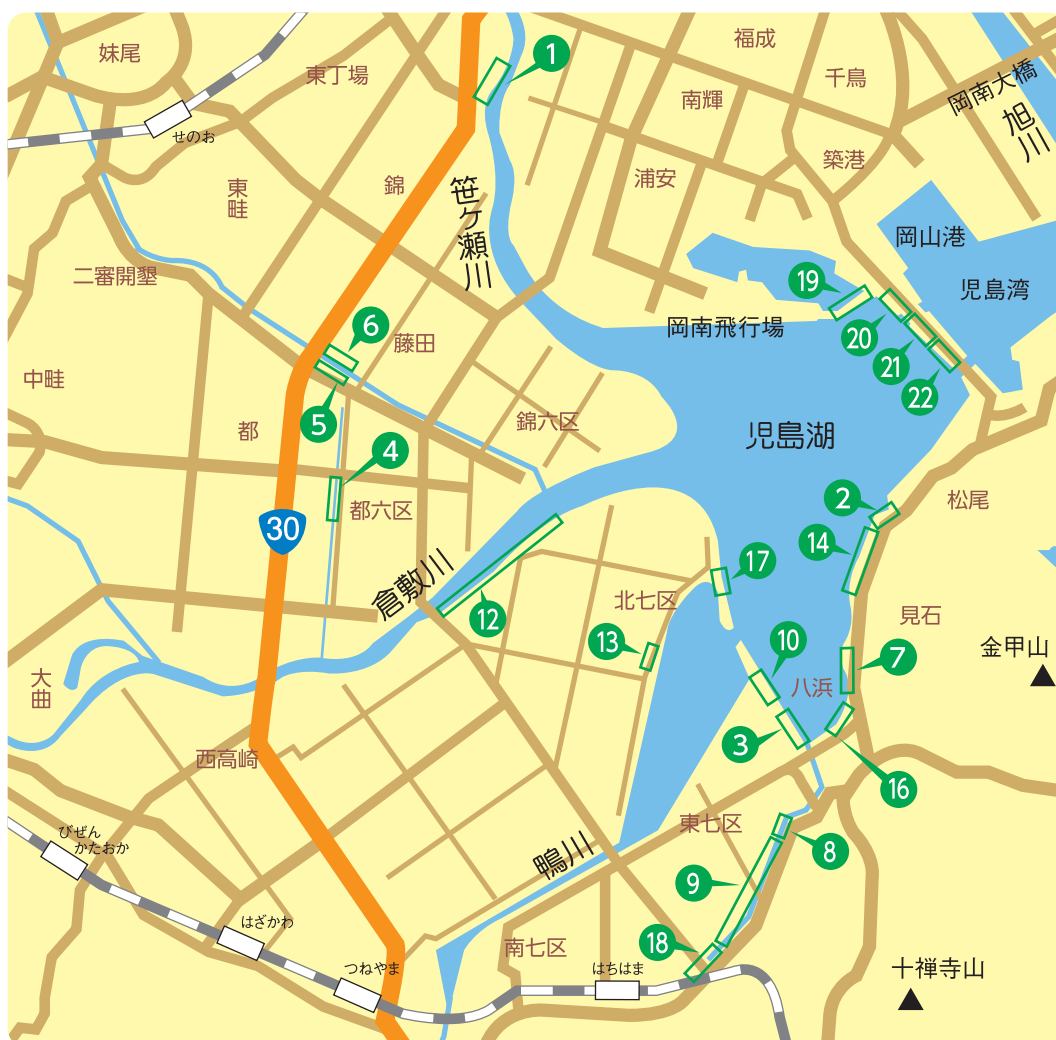 福成
妹尾
1
東丁場
千鳥
岡南大橋
南輝
旭川
せのお
築港
浦安
東畦
錦
笹ヶ瀬川
岡山港
二審開墾
19
児島湾
6
岡南飛行場
20
藤田
21
中畦
22
5
錦六区
都
児島湖
4
2
松尾
都六区
30
14
17
倉敷川
北七区
12
見石
13
10
金甲山
7
大曲
八浜
3
西高崎
16
東七区
びぜん
かたおか
8
鴨川
9
はざかわ
18
南七区
つねやま
はちはま
十禅寺山